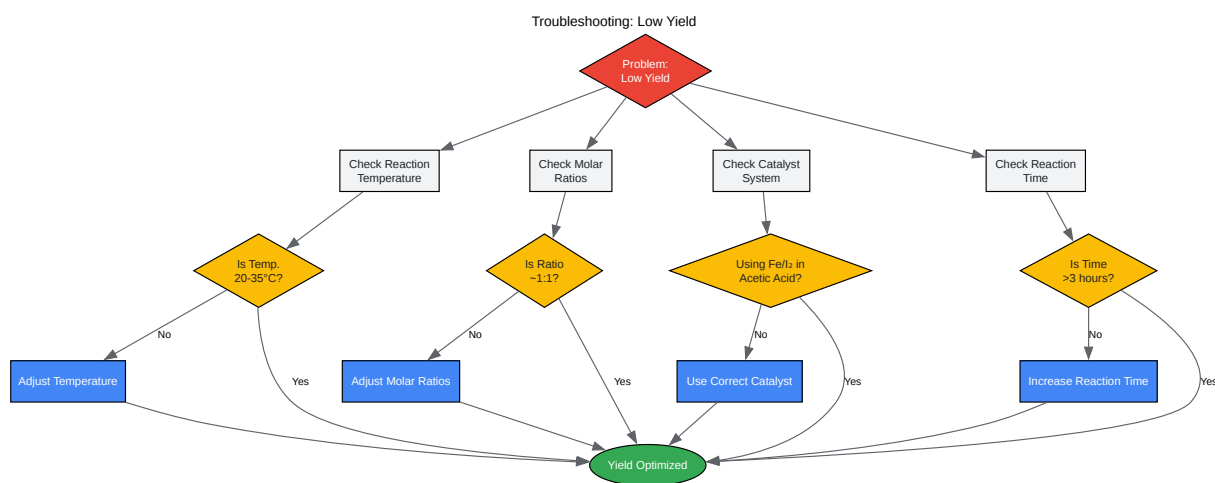 Troubleshooting: Low Yield
Problem:
Low Yield
Check Reaction
Temperature
Check Molar
Ratios
Check Catalyst
System
Check Reaction
Time
Is Temp.
20-35°C?
Is Ratio
~1:1?
Using Fe/I₂ in
Acetic Acid?
Is Time
>3 hours?
No
No
No
No
Adjust Temperature
Yes
Adjust Molar Ratios
Yes
Use Correct Catalyst
Yes
Increase Reaction Time
Yes
Yield Optimized